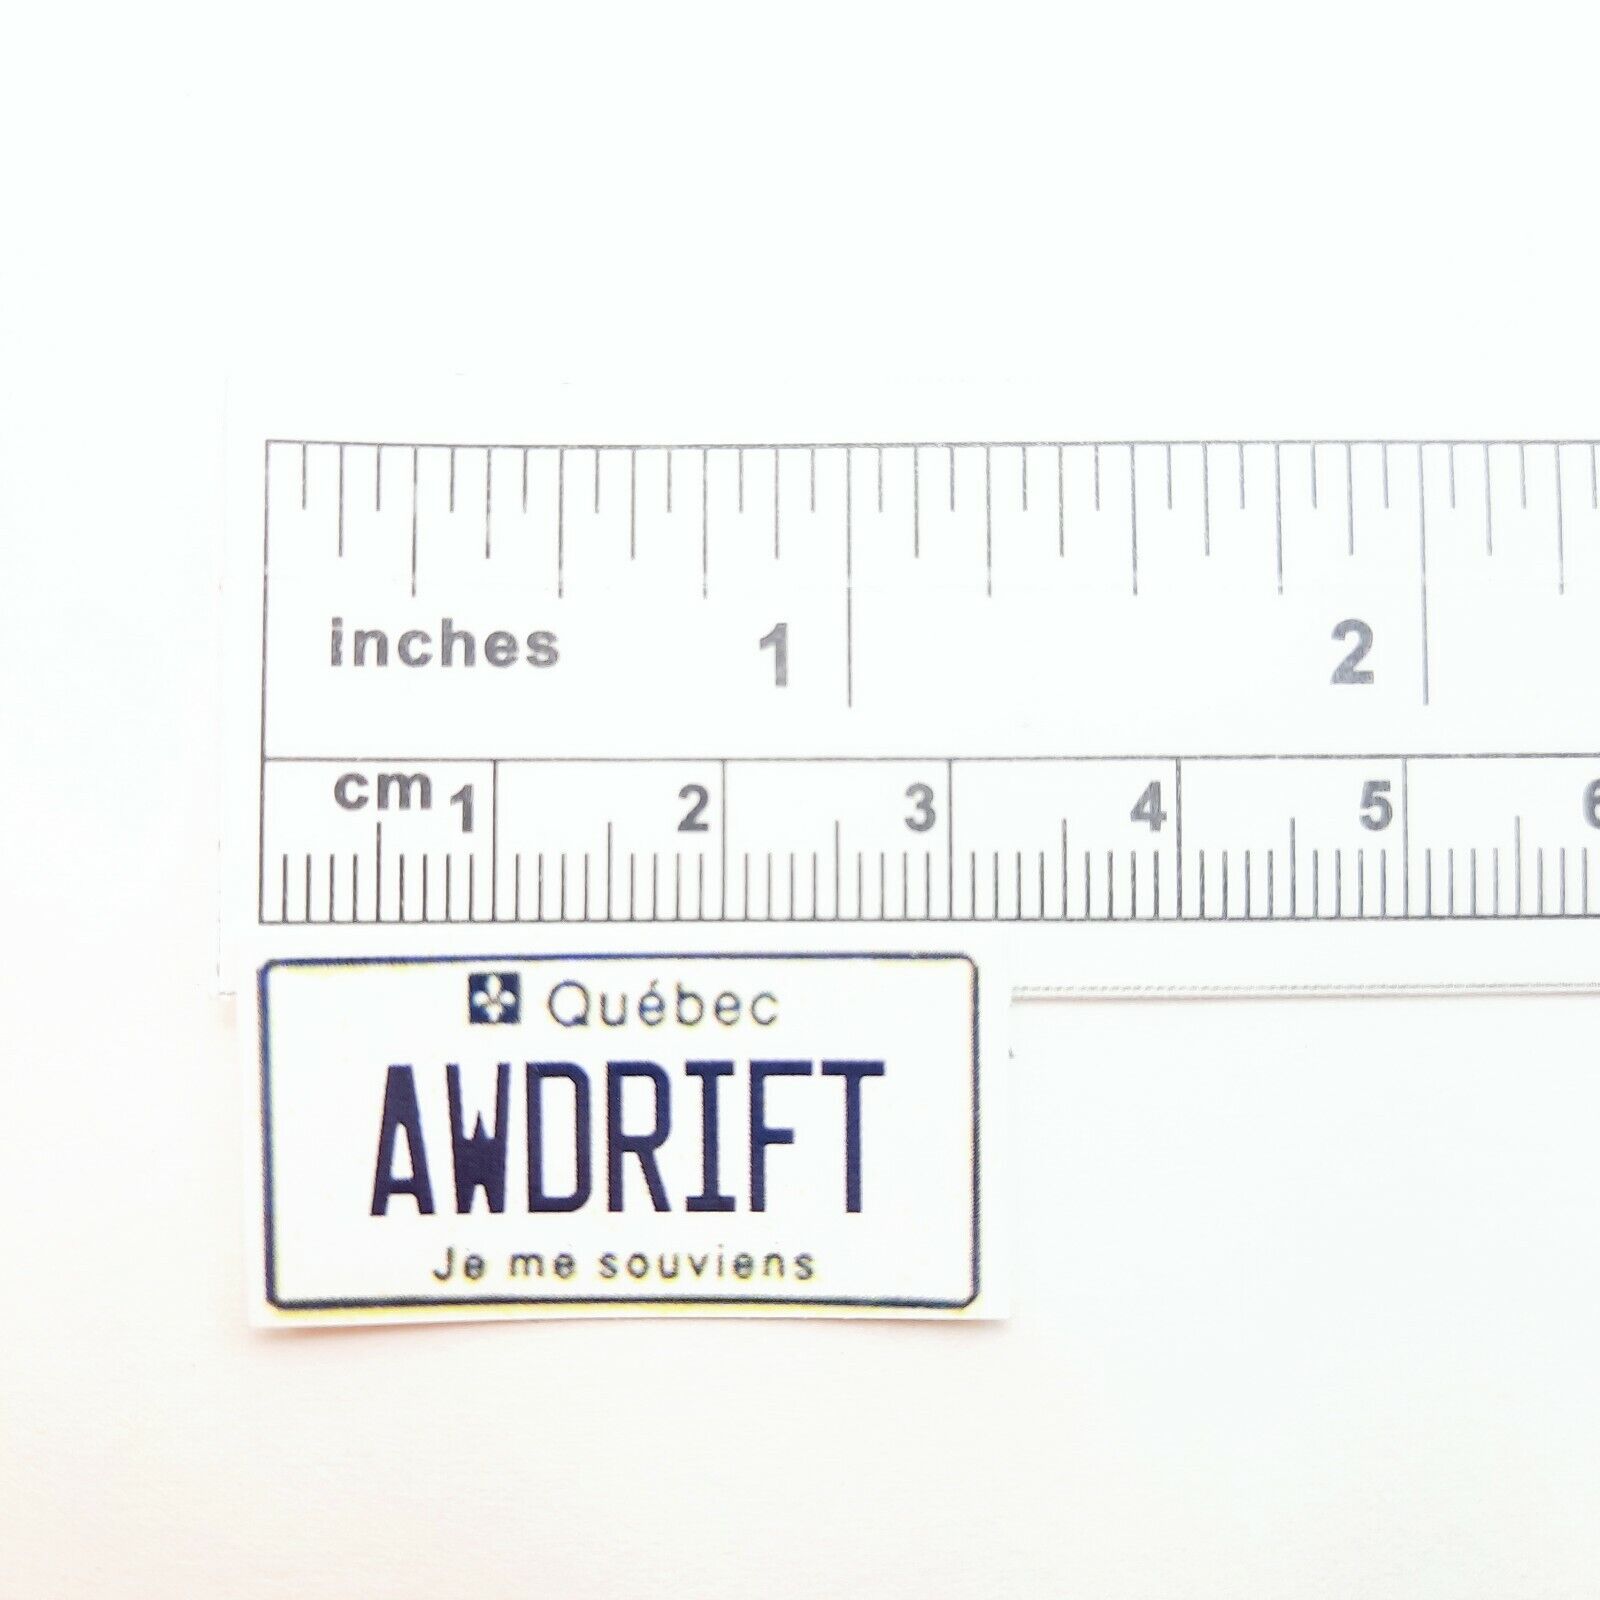 inches 1 2
cm 1 2 3 4 5 6
Québec
AWDRIFT
Je me souviens